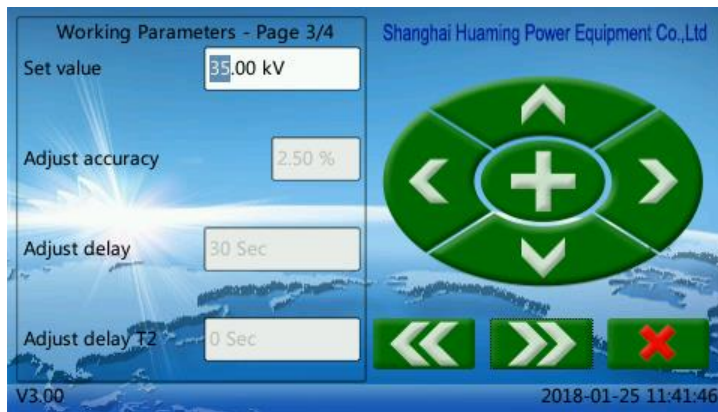 Working Parameters - Page 3/4
Shanghai Huaming Power Equipment Co.,Ltd
Set value
35.00 kV
Adjust accuracy
2.50 %
Adjust delay
30 Sec
Adjust delay T2
0 Sec
V3.00
2018-01-25 11:41:46